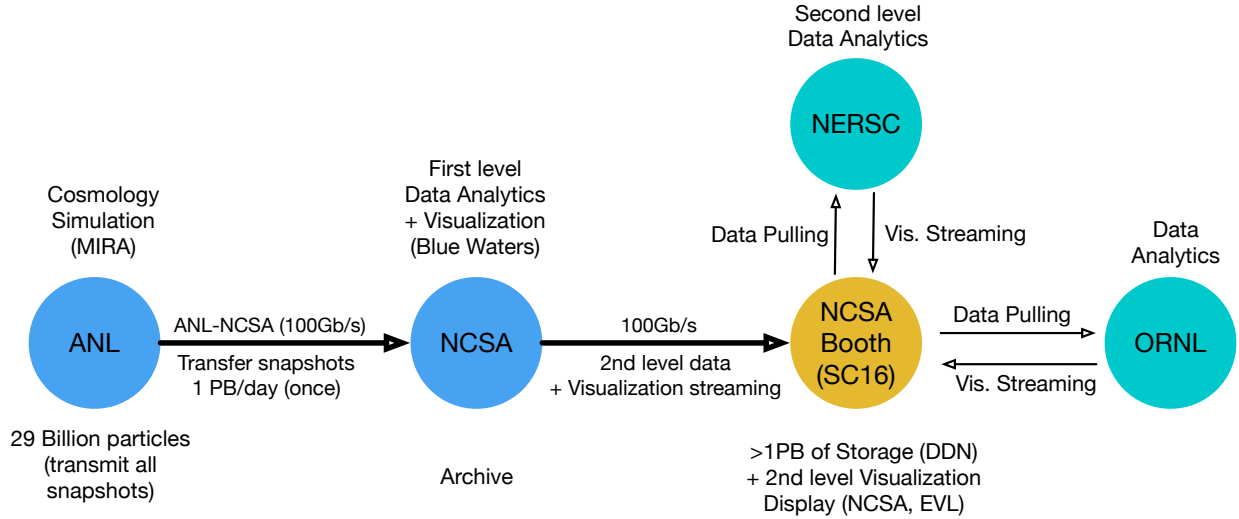 Second level
Data Analytics
NERSC
First level
Data Analytics
+ Visualization
(Blue Waters)
Cosmology
Simulation
(MIRA)
Data Pulling
Vis. Streaming
Data
Analytics
ANL
ANL-NCSA (100Gb/s)
Transfer snapshots
1 PB/day (once)
NCSA
100Gb/s
2nd level data
+ Visualization streaming
NCSA
Booth
(SC16)
Data Pulling
Vis. Streaming
ORNL
29 Billion particles
(transmit all
snapshots)
Archive
>1PB of Storage (DDN)
+ 2nd level Visualization
Display (NCSA, EVL)